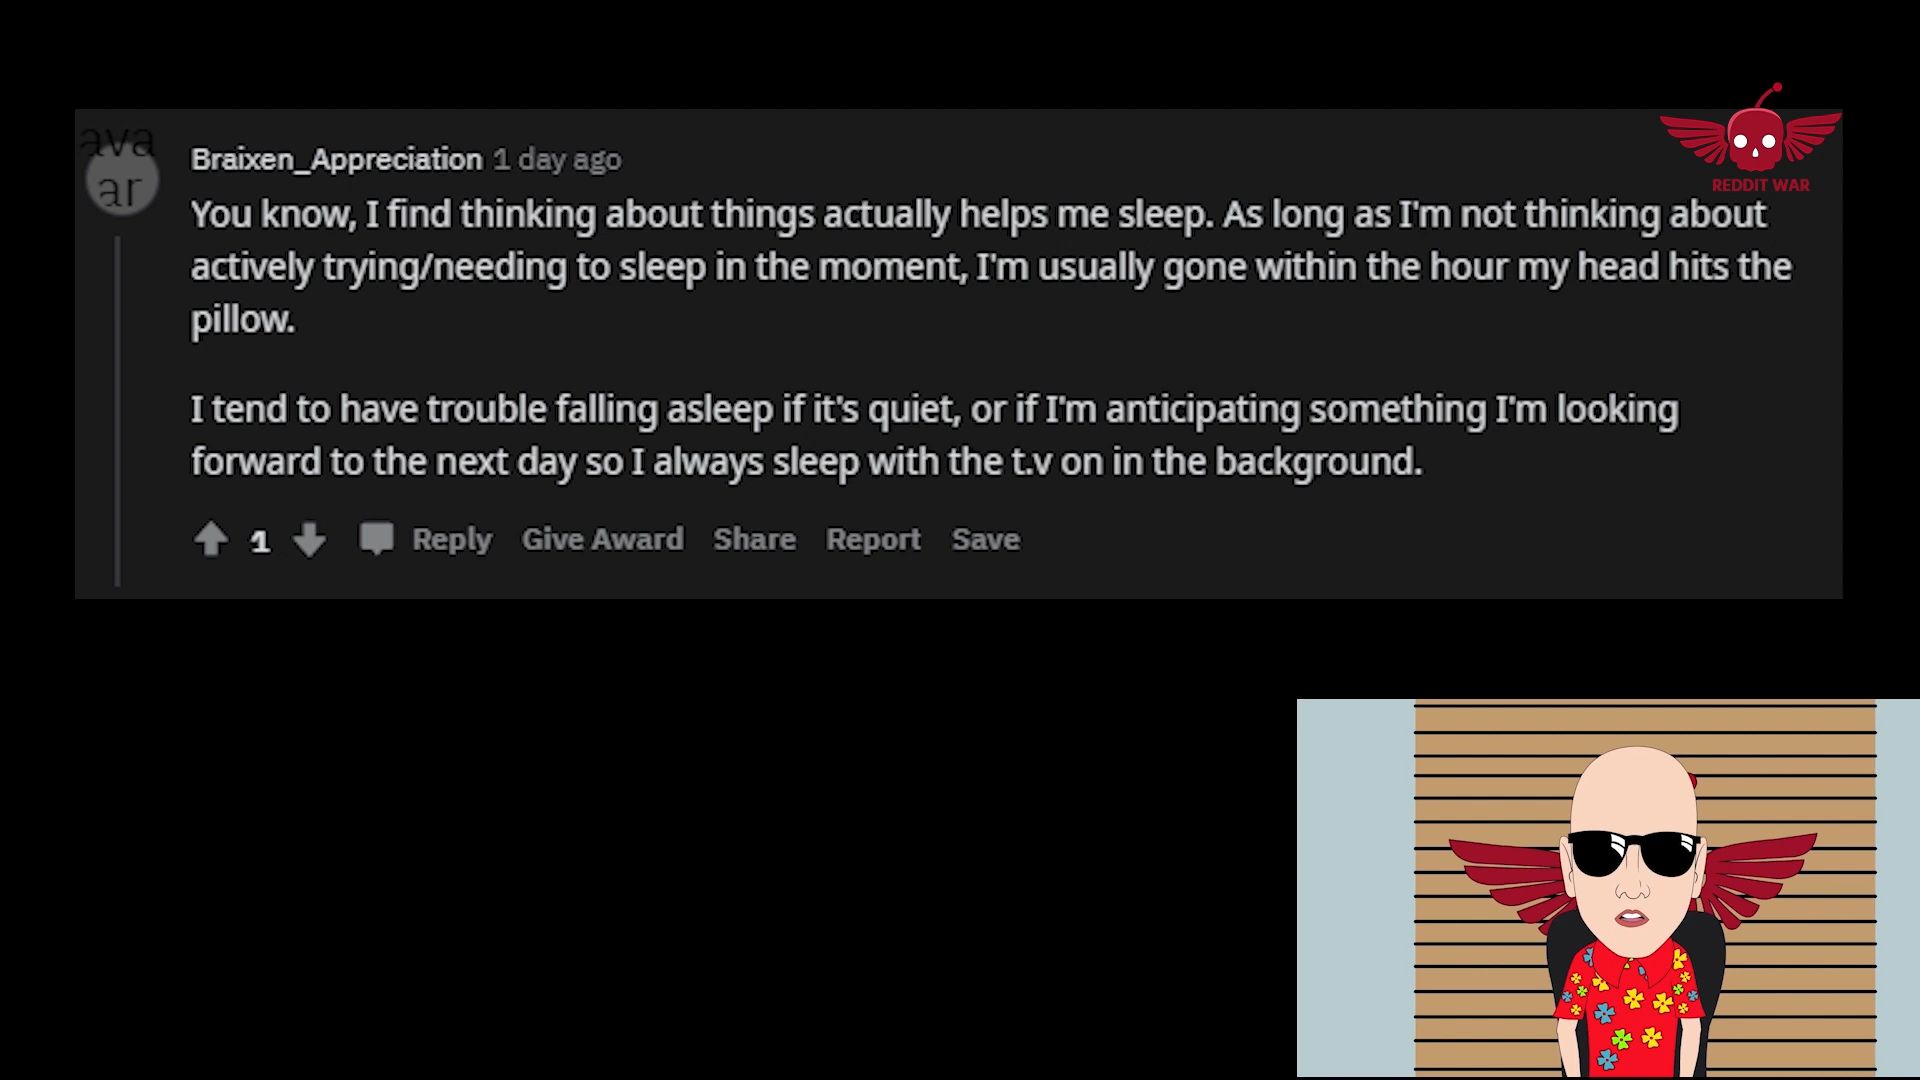 REDDIT WAR
ava
ar
Braixen_Appreciation 1 day ago
You know, I find thinking about things actually helps me sleep. As long as I'm not thinking about
actively trying/needing to sleep in the moment, I'm usually gone within the hour my head hits the
pillow.
I tend to have trouble falling asleep if it's quiet, or if I'm anticipating something I'm looking
forward to the next day so I always sleep with the t.v on in the background.
1 Reply Give Award Share Report Save